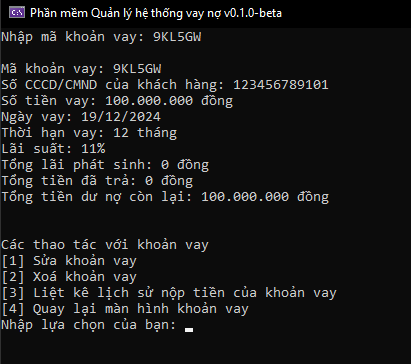 Phần mềm Quản lý hệ thống vay nợ v0.1.0-beta
Nhập mã khoản vay: 9KL5GW
Mã khoản vay: 9KL5GW
Số CCCD/CMND của khách hàng: 123456789101
Số tiền vay: 100.000.000 đồng
Ngày vay: 19/12/2024
Thời hạn vay: 12 tháng
Lãi suất: 11%
Tổng lãi phát sinh: 0 đồng
Tổng tiền đã trả: 0 đồng
Tổng tiền dư nợ còn lại: 100.000.000 đồng
Các thao tác với khoản vay
[1] Sửa khoản vay
[2] Xoá khoản vay
[3] Liệt kê lịch sử nộp tiền của khoản vay
[4] Quay lại màn hình khoản vay
Nhập lựa chọn của bạn: